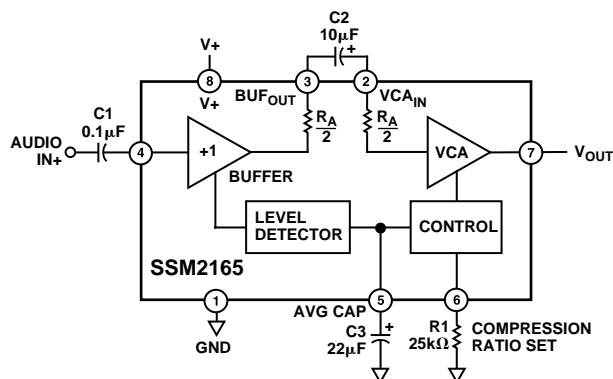 C2
10µF
+
V+
8
V+
3
BUFOUT
2
VCAIN
C1
0.1µF
AUDIO
IN+
4
+1
BUFFER
RA
2
RA
2
VCA
7
VOUT
LEVEL
DETECTOR
CONTROL
SSM2165
1
GND
5
AVG CAP
6
C3
22µF
+
R1
25kΩ
COMPRESSION
RATIO SET